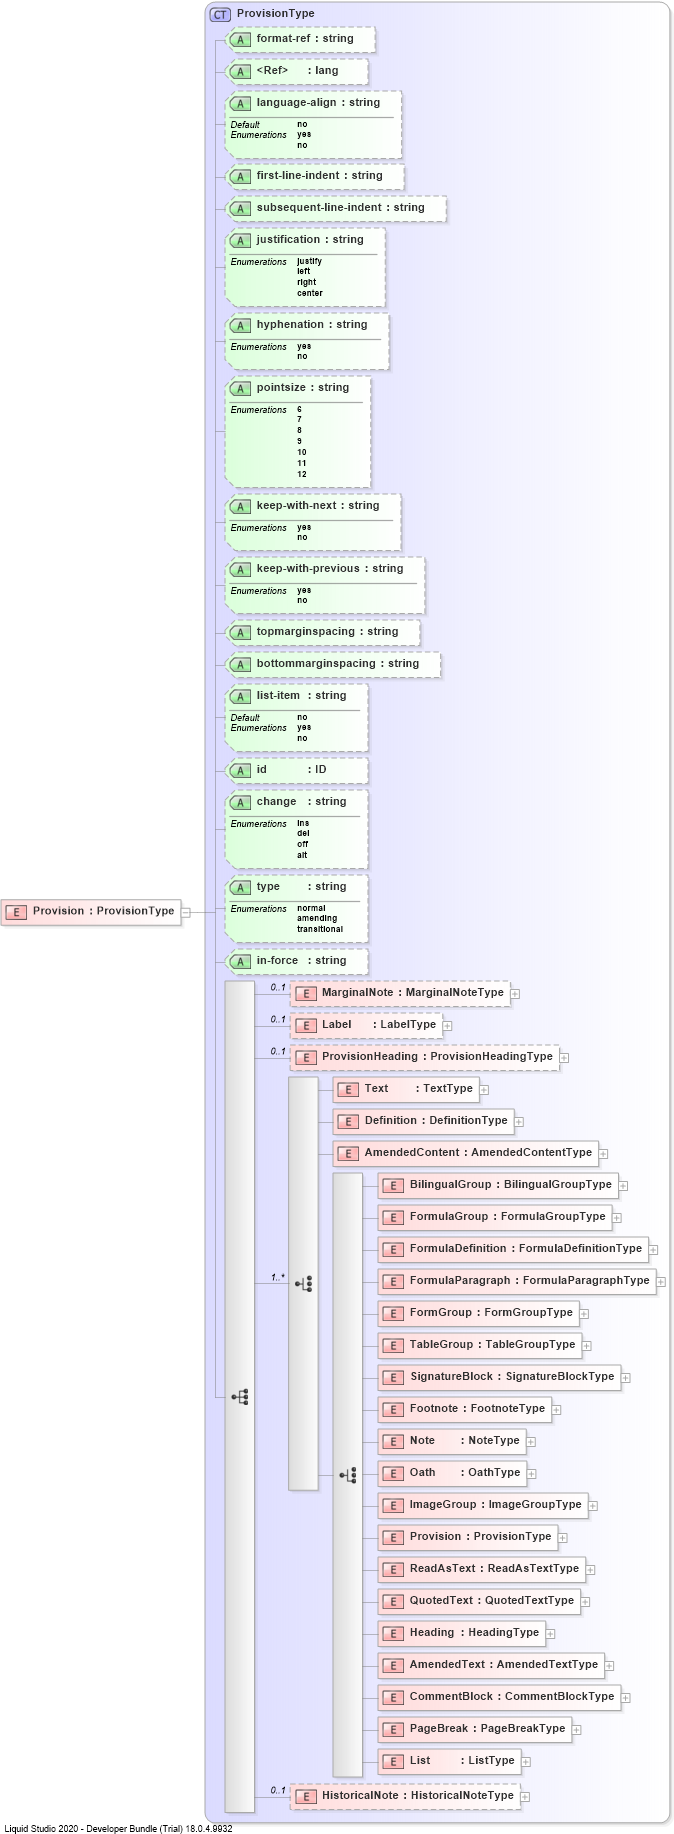 CT ProvisionType
A format-ref : string
A <Ref> : lang
A language-align : string
Default no
Enumerations yes
no
A first-line-indent : string
A subsequent-line-indent : string
A justification : string
Enumerations justify
left
right
center
A hyphenation : string
Enumerations yes
no
A pointsize : string
Enumerations 6
7
8
9
10
11
12
A keep-with-next : string
Enumerations yes
no
A keep-with-previous : string
Enumerations yes
no
A topmarginspacing : string
A bottommarginspacing : string
A list-item : string
Default no
Enumerations yes
no
A id : ID
A change : string
Enumerations ins
del
off
alt
A type : string
Enumerations normal
amending
transitional
E Provision : ProvisionType
A in-force : string
0..1 E MarginalNote : MarginalNoteType
0..1 E Label : LabelType
0..1 E ProvisionHeading : ProvisionHeadingType
E Text : TextType
E Definition : DefinitionType
E AmendedContent : AmendedContentType
E BilingualGroup : BilingualGroupType
E FormulaGroup : FormulaGroupType
E FormulaDefinition : FormulaDefinitionType
1..* E FormulaParagraph : FormulaParagraphType
E FormGroup : FormGroupType
E TableGroup : TableGroupType
E SignatureBlock : SignatureBlockType
E Footnote : FootnoteType
E Note : NoteType
E Oath : OathType
E ImageGroup : ImageGroupType
E Provision : ProvisionType
E ReadAsText : ReadAsTextType
E QuotedText : QuotedTextType
E Heading : HeadingType
E AmendedText : AmendedTextType
E CommentBlock : CommentBlockType
E PageBreak : PageBreakType
E List : ListType
0..1 E HistoricalNote : HistoricalNoteType
Liquid Studio 2020 - Developer Bundle (Trial) 18.0.4.9932